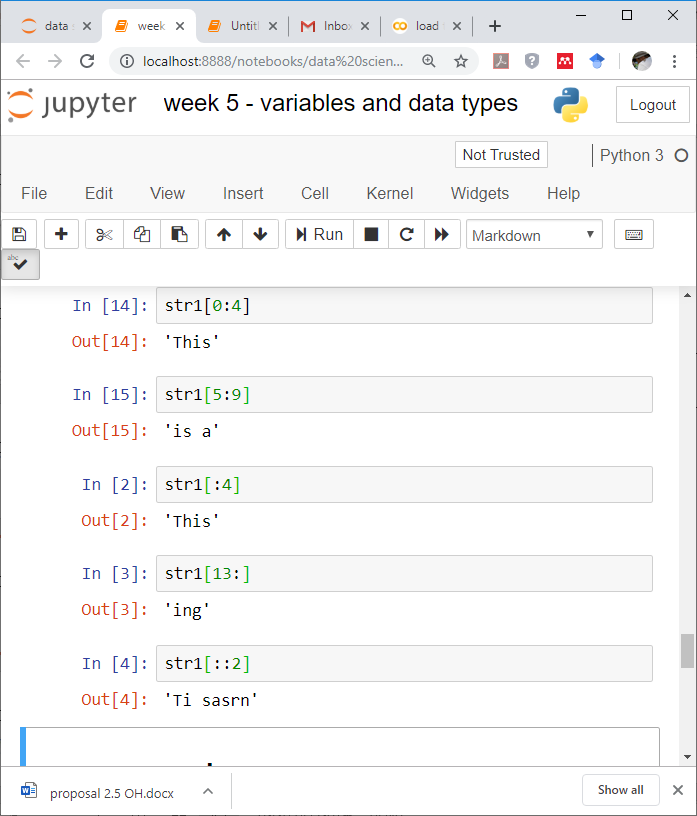 data s
week
Untitl
Inbox
load
localhost:8888/notebooks/data%20scien...
jupyter week 5 - variables and data types
Logout
Not Trusted
Python 3
File Edit View Insert Cell Kernel Widgets Help
Run
Markdown
abc
In [14]: str1[0:4]
Out[14]: 'This'
In [15]: str1[5:9]
Out[15]: 'is a'
In [2]: str1[:4]
Out[2]: 'This'
In [3]: str1[13:]
Out[3]: 'ing'
In [4]: str1[::2]
Out[4]: 'Ti sasrn'
proposal 2.5 OH.docx
Show all